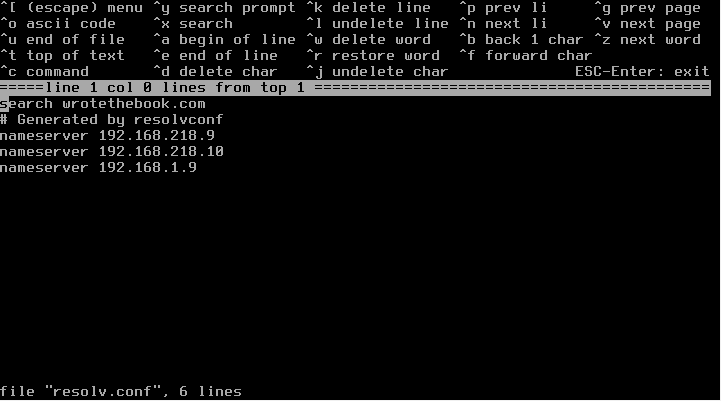 ^[ (escape) menu ^y search prompt ^k delete line ^p prev li ^g prev page
^o ascii code ^x search ^l undelete line ^n next li ^v next page
^u end of file ^a begin of line ^w delete word ^b back 1 char ^z next word
^t top of text ^e end of line ^r restore word ^f forward char
^c command ^d delete char ^j undelete char ESC-Enter: exit
=====line 1 col 0 lines from top 1 ============================================
search wrotethebook.com
# Generated by resolvconf
nameserver 192.168.218.9
nameserver 192.168.218.10
nameserver 192.168.1.9
file "resolv.conf", 6 lines